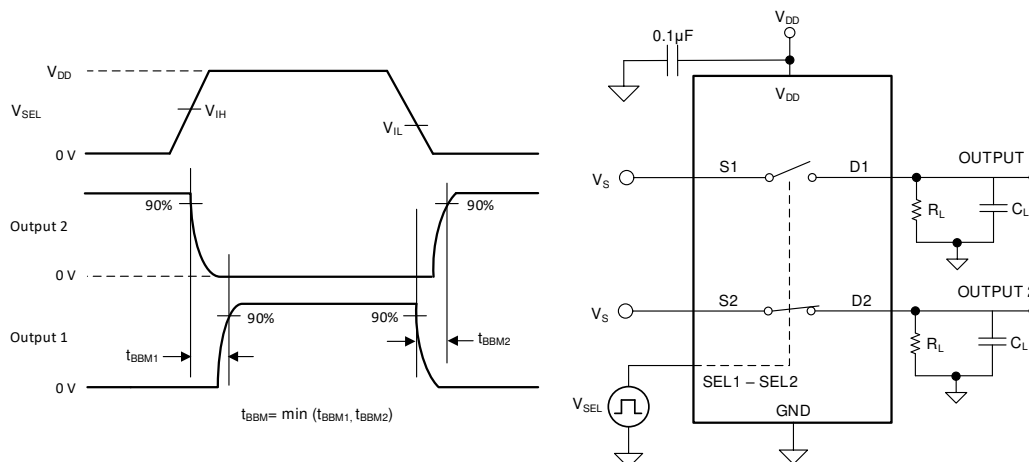 VDD
VSEL
VIH
VIL
0 V
90%
90%
Output 2
0 V
90%
90%
Output 1
tBBM1
tBBM2
0 V
tBBM= min (tBBM1, tBBM2)
VDD
0.1µF
VDD
VS
S1
D1
OUTPUT
RL
CL
VS
S2
D2
OUTPUT 2
RL
CL
SEL1 – SEL2
VSEL
GND